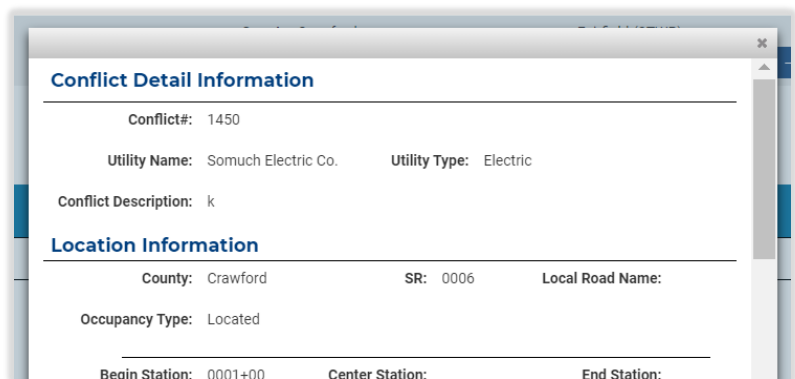 ×
Conflict Detail Information
Conflict#: 1450
Utility Name: Somuch Electric Co. Utility Type: Electric
Conflict Description: k
Location Information
County: Crawford SR: 0006 Local Road Name:
Occupancy Type: Located
Begin Station: 0001+00 Center Station: End Station: